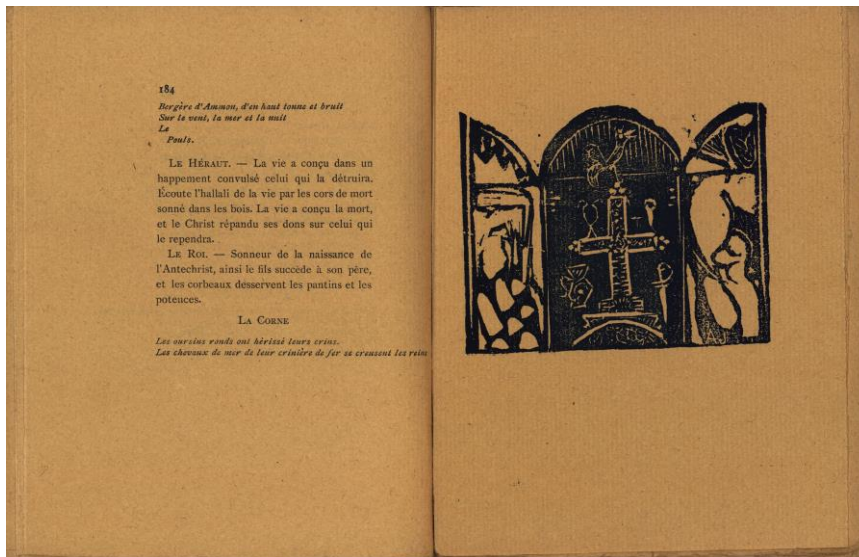 184
Bergère d'Ammon, d'en haut tonne et bruit
Sur le vent, la mer et la nuit
Le
Pouls.
LE HÉRAUT. — La vie a conçu dans un
happement convulsé celui qui la détruira.
Écoute l'hallali de la vie par les cors de mort
sonné dans les bois. La vie a conçu la mort,
et le Christ répandu ses dons sur celui qui
le rependra.
LE ROI. — Sonneur de la naissance de
l'Antechrist, ainsi le fils succède à son père,
et les corbeaux desservent les pantins et les
potences.
LA CORNE
Les oursins ronds ont hérissé leurs crins.
Les chevaux de mer de leur crinière de fer se creusent les rein
AJ